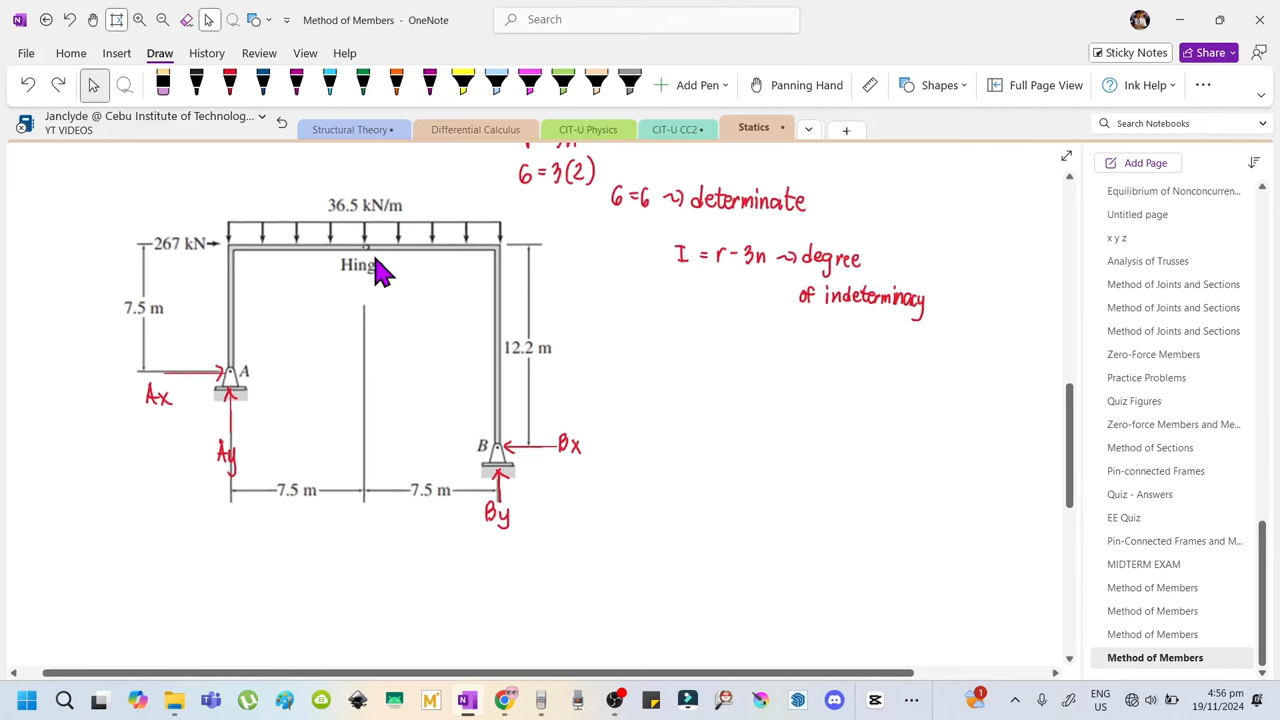 Method of Members - OneNote
Search
File
Home
Insert
Draw
History
Review
View
Help
Sticky Notes
Share
Add Pen
Panning Hand
Shapes
Full Page View
Ink Help
Janclyde @ Cebu Institute of Technolog...
YT VIDEOS
Structural Theory
Differential Calculus
CIT-U Physics
CIT-U CC2
Statics
Search Notebooks
Add Page
6 = 3(2)
6 = 6 ⤳ determinate
I = r - 3n ⤳ degree
of indeterminacy
36.5 kN/m
267 kN
Hing
7.5 m
12.2 m
A
Ax
Ay
B
Bx
By
7.5 m
7.5 m
Equilibrium of Nonconcurren...
Untitled page
x y z
Analysis of Trusses
Method of Joints and Sections
Method of Joints and Sections
Method of Joints and Sections
Zero-Force Members
Practice Problems
Quiz Figures
Zero-force Members and Me...
Method of Sections
Pin-connected Frames
Quiz - Answers
EE Quiz
Pin-Connected Frames and M...
MIDTERM EXAM
Method of Members
Method of Members
Method of Members
Method of Members
1
ENG
PH
4:56 pm
19/11/2024